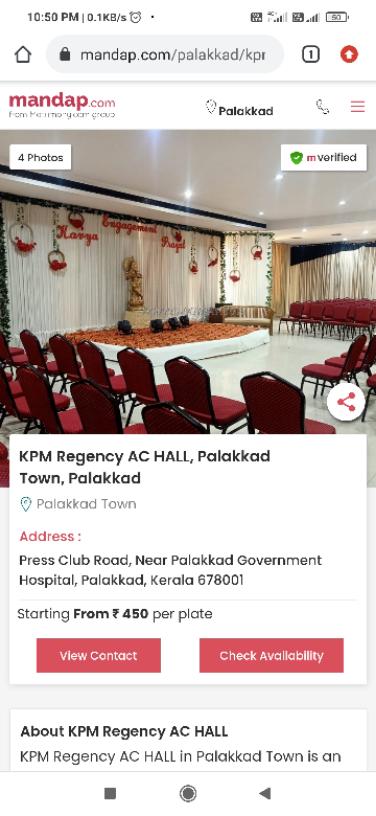 10:50 PM | 0.1KB/s
50
mandap.com/palakkad/kpr
1
mandap.com
From Matrimony.com group
Palakkad
4 Photos
m verified
Kavya
Engagement
Prayal
KPM Regency AC HALL, Palakkad
Town, Palakkad
Palakkad Town
Address :
Press Club Road, Near Palakkad Government
Hospital, Palakkad, Kerala 678001
Starting From ₹ 450 per plate
View Contact
Check Availability
About KPM Regency AC HALL
KPM Regency AC HALL in Palakkad Town is an